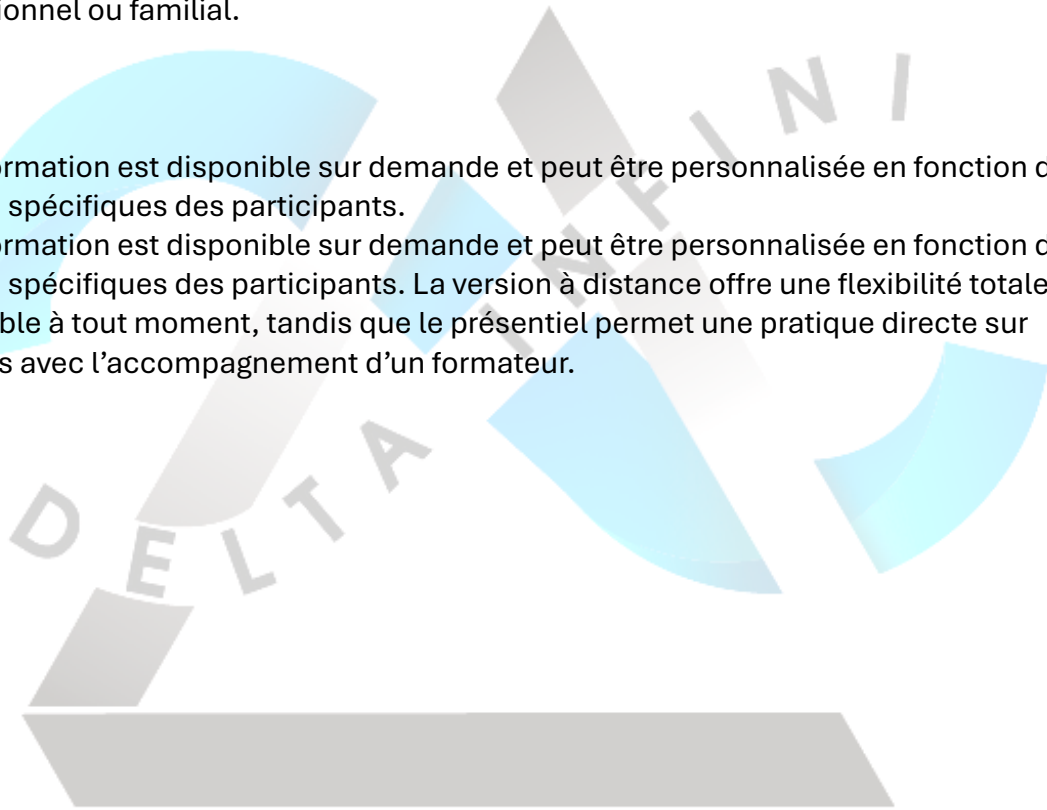 ionnel ou familial.
ormation est disponible sur demande et peut être personnalisée en fonction d
spécifiques des participants.
ormation est disponible sur demande et peut être personnalisée en fonction d
spécifiques des participants. La version à distance offre une flexibilité totale
ble à tout moment, tandis que le présentiel permet une pratique directe sur
s avec l’accompagnement d’un formateur.
DELTA INFINI